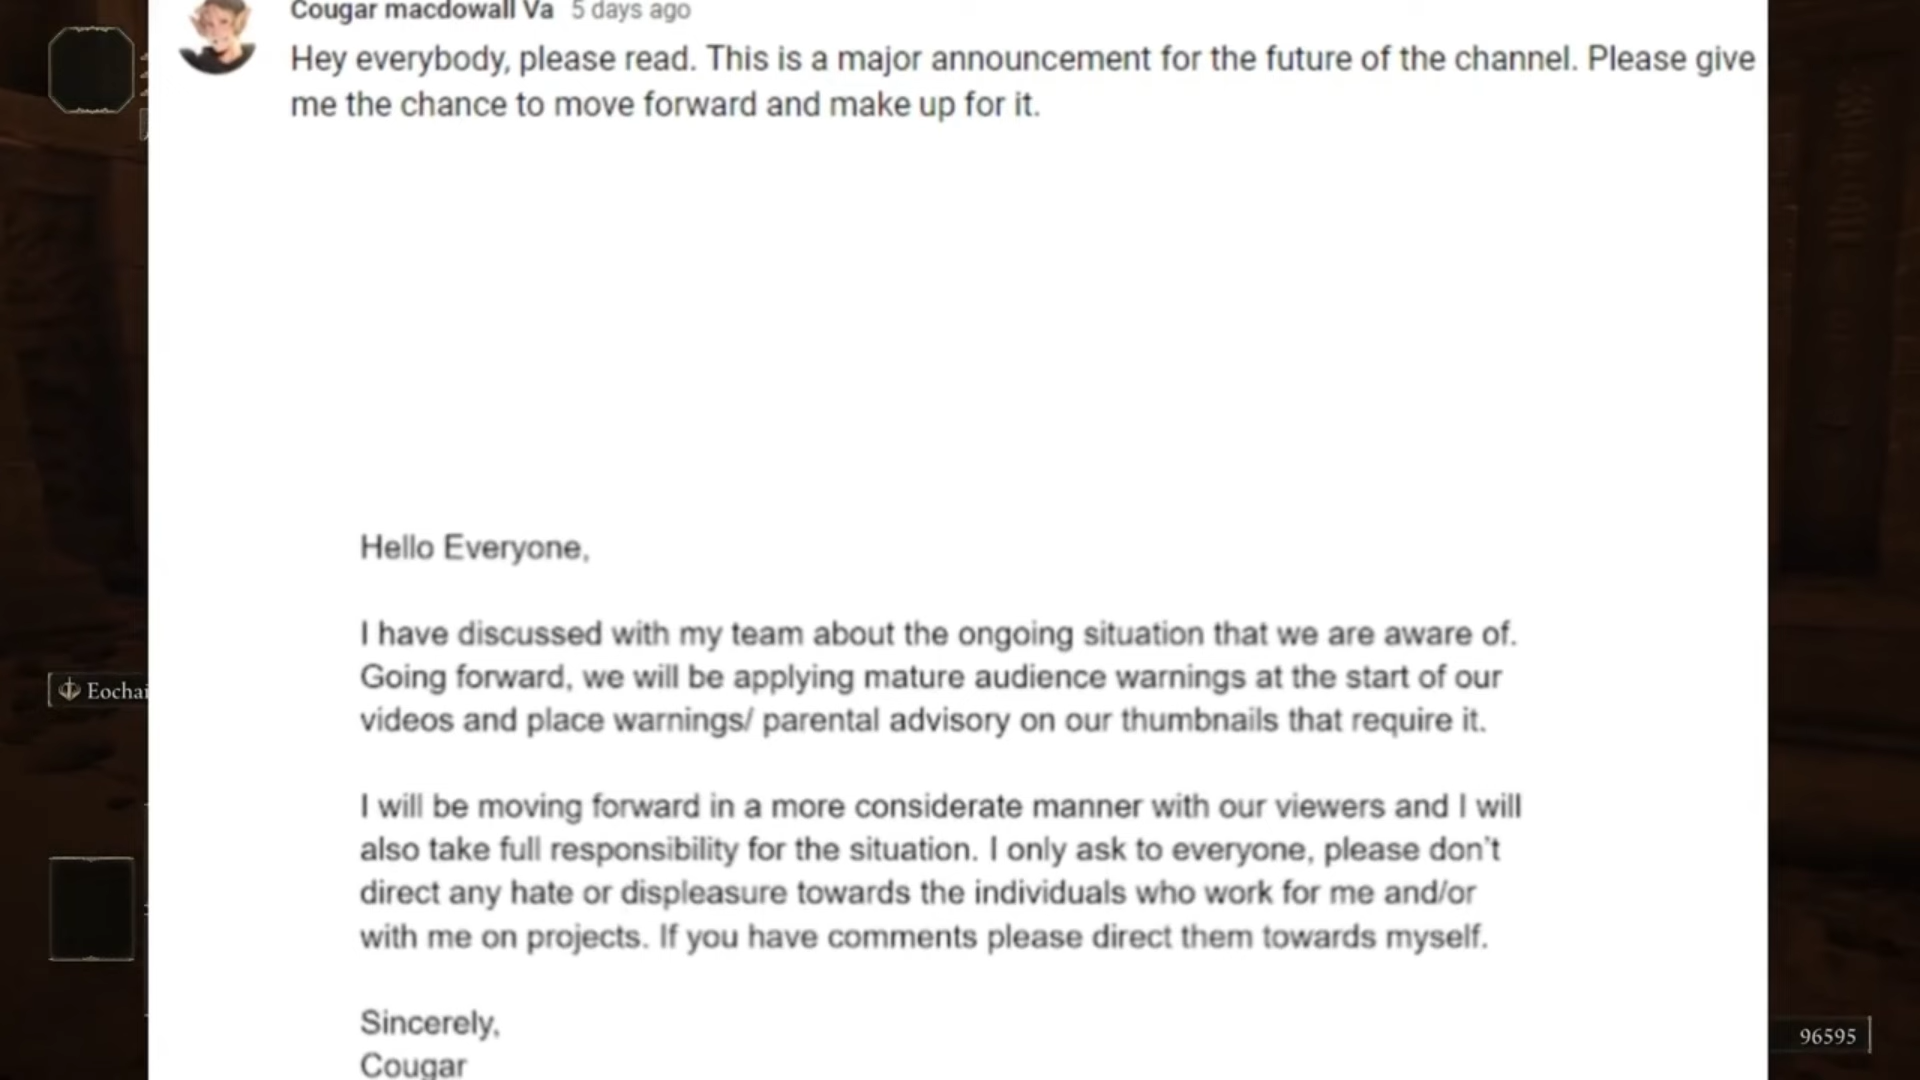 Cougar macdowall Va 5 days ago
Hey everybody, please read. This is a major announcement for the future of the channel. Please give
me the chance to move forward and make up for it.
Hello Everyone,
I have discussed with my team about the ongoing situation that we are aware of.
Going forward, we will be applying mature audience warnings at the start of our
videos and place warnings/ parental advisory on our thumbnails that require it.
I will be moving forward in a more considerate manner with our viewers and I will
also take full responsibility for the situation. I only ask to everyone, please don't
direct any hate or displeasure towards the individuals who work for me and/or
with me on projects. If you have comments please direct them towards myself.
Sincerely,
Cougar
Eochai
96595